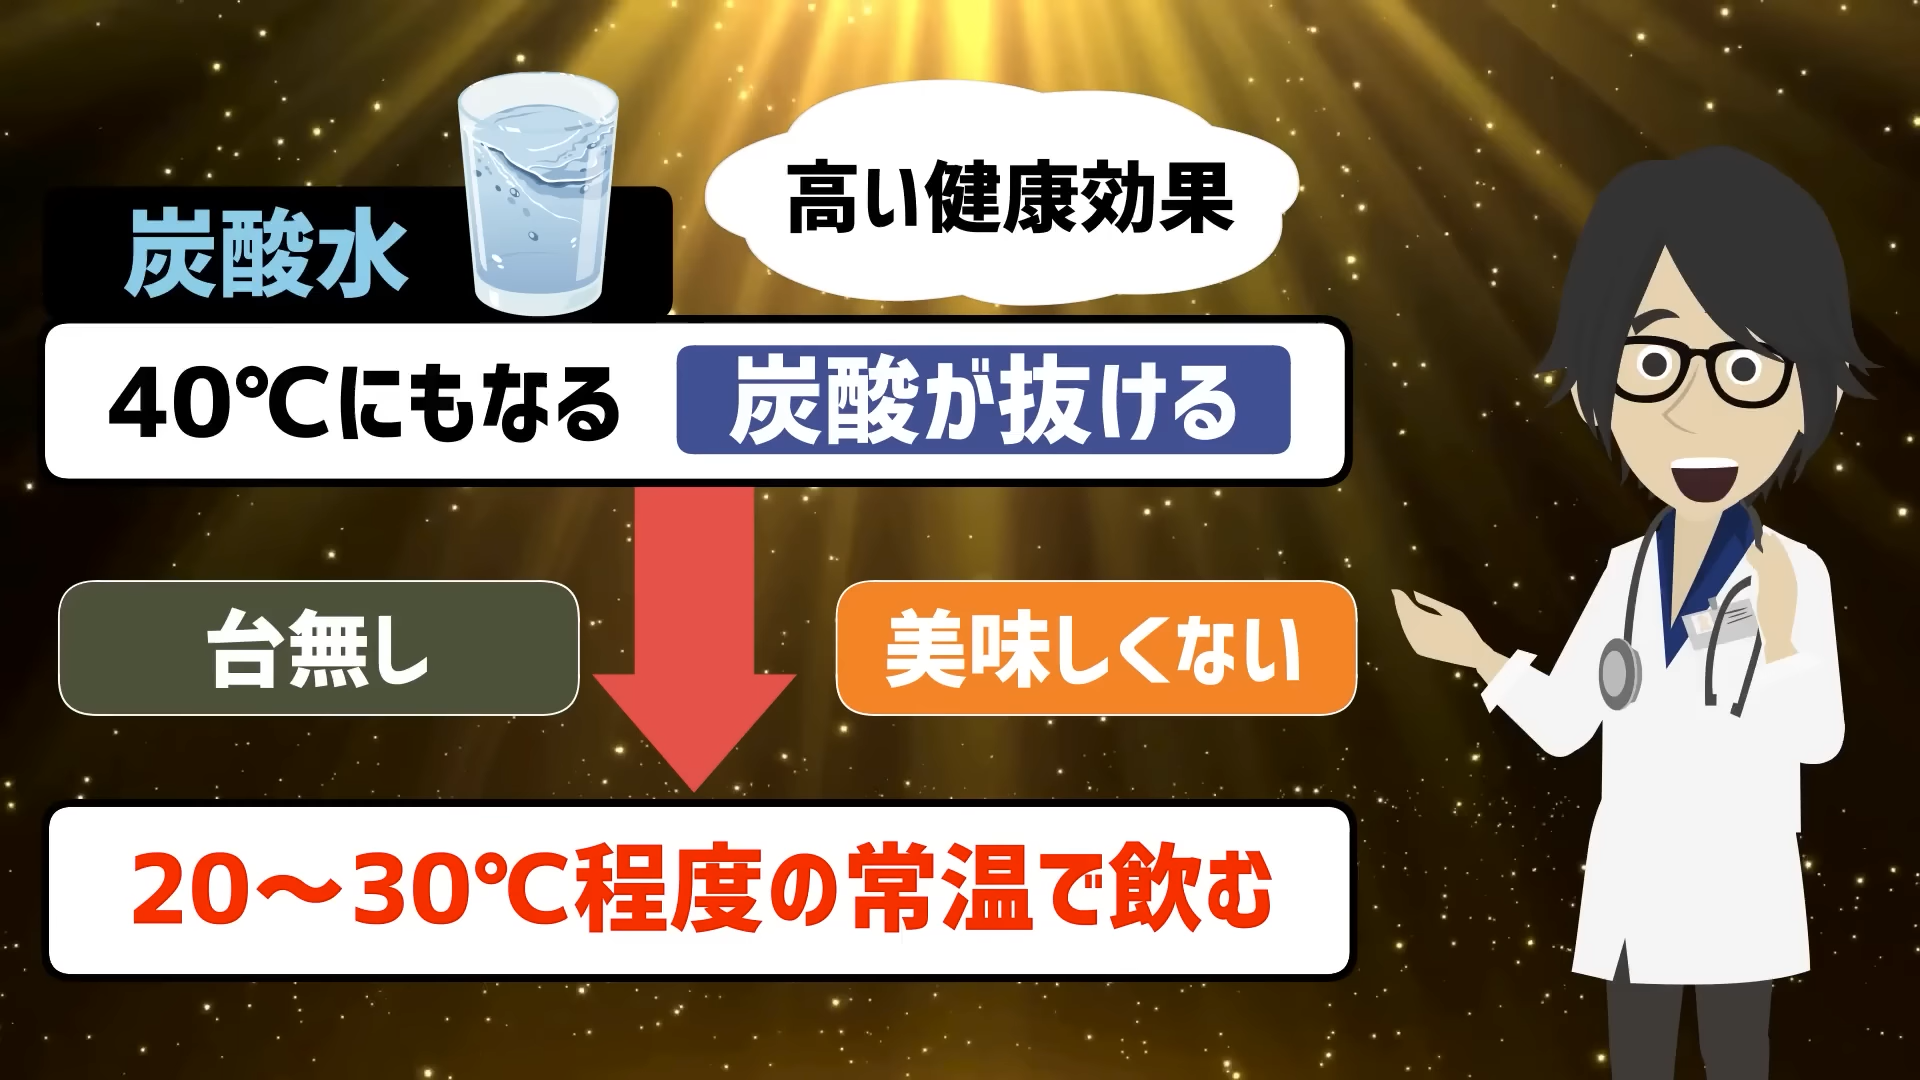 高い健康効果
炭酸水
40℃にもなる 炭酸が抜ける
台無し
美味しくない
20〜30℃程度の常温で飲む